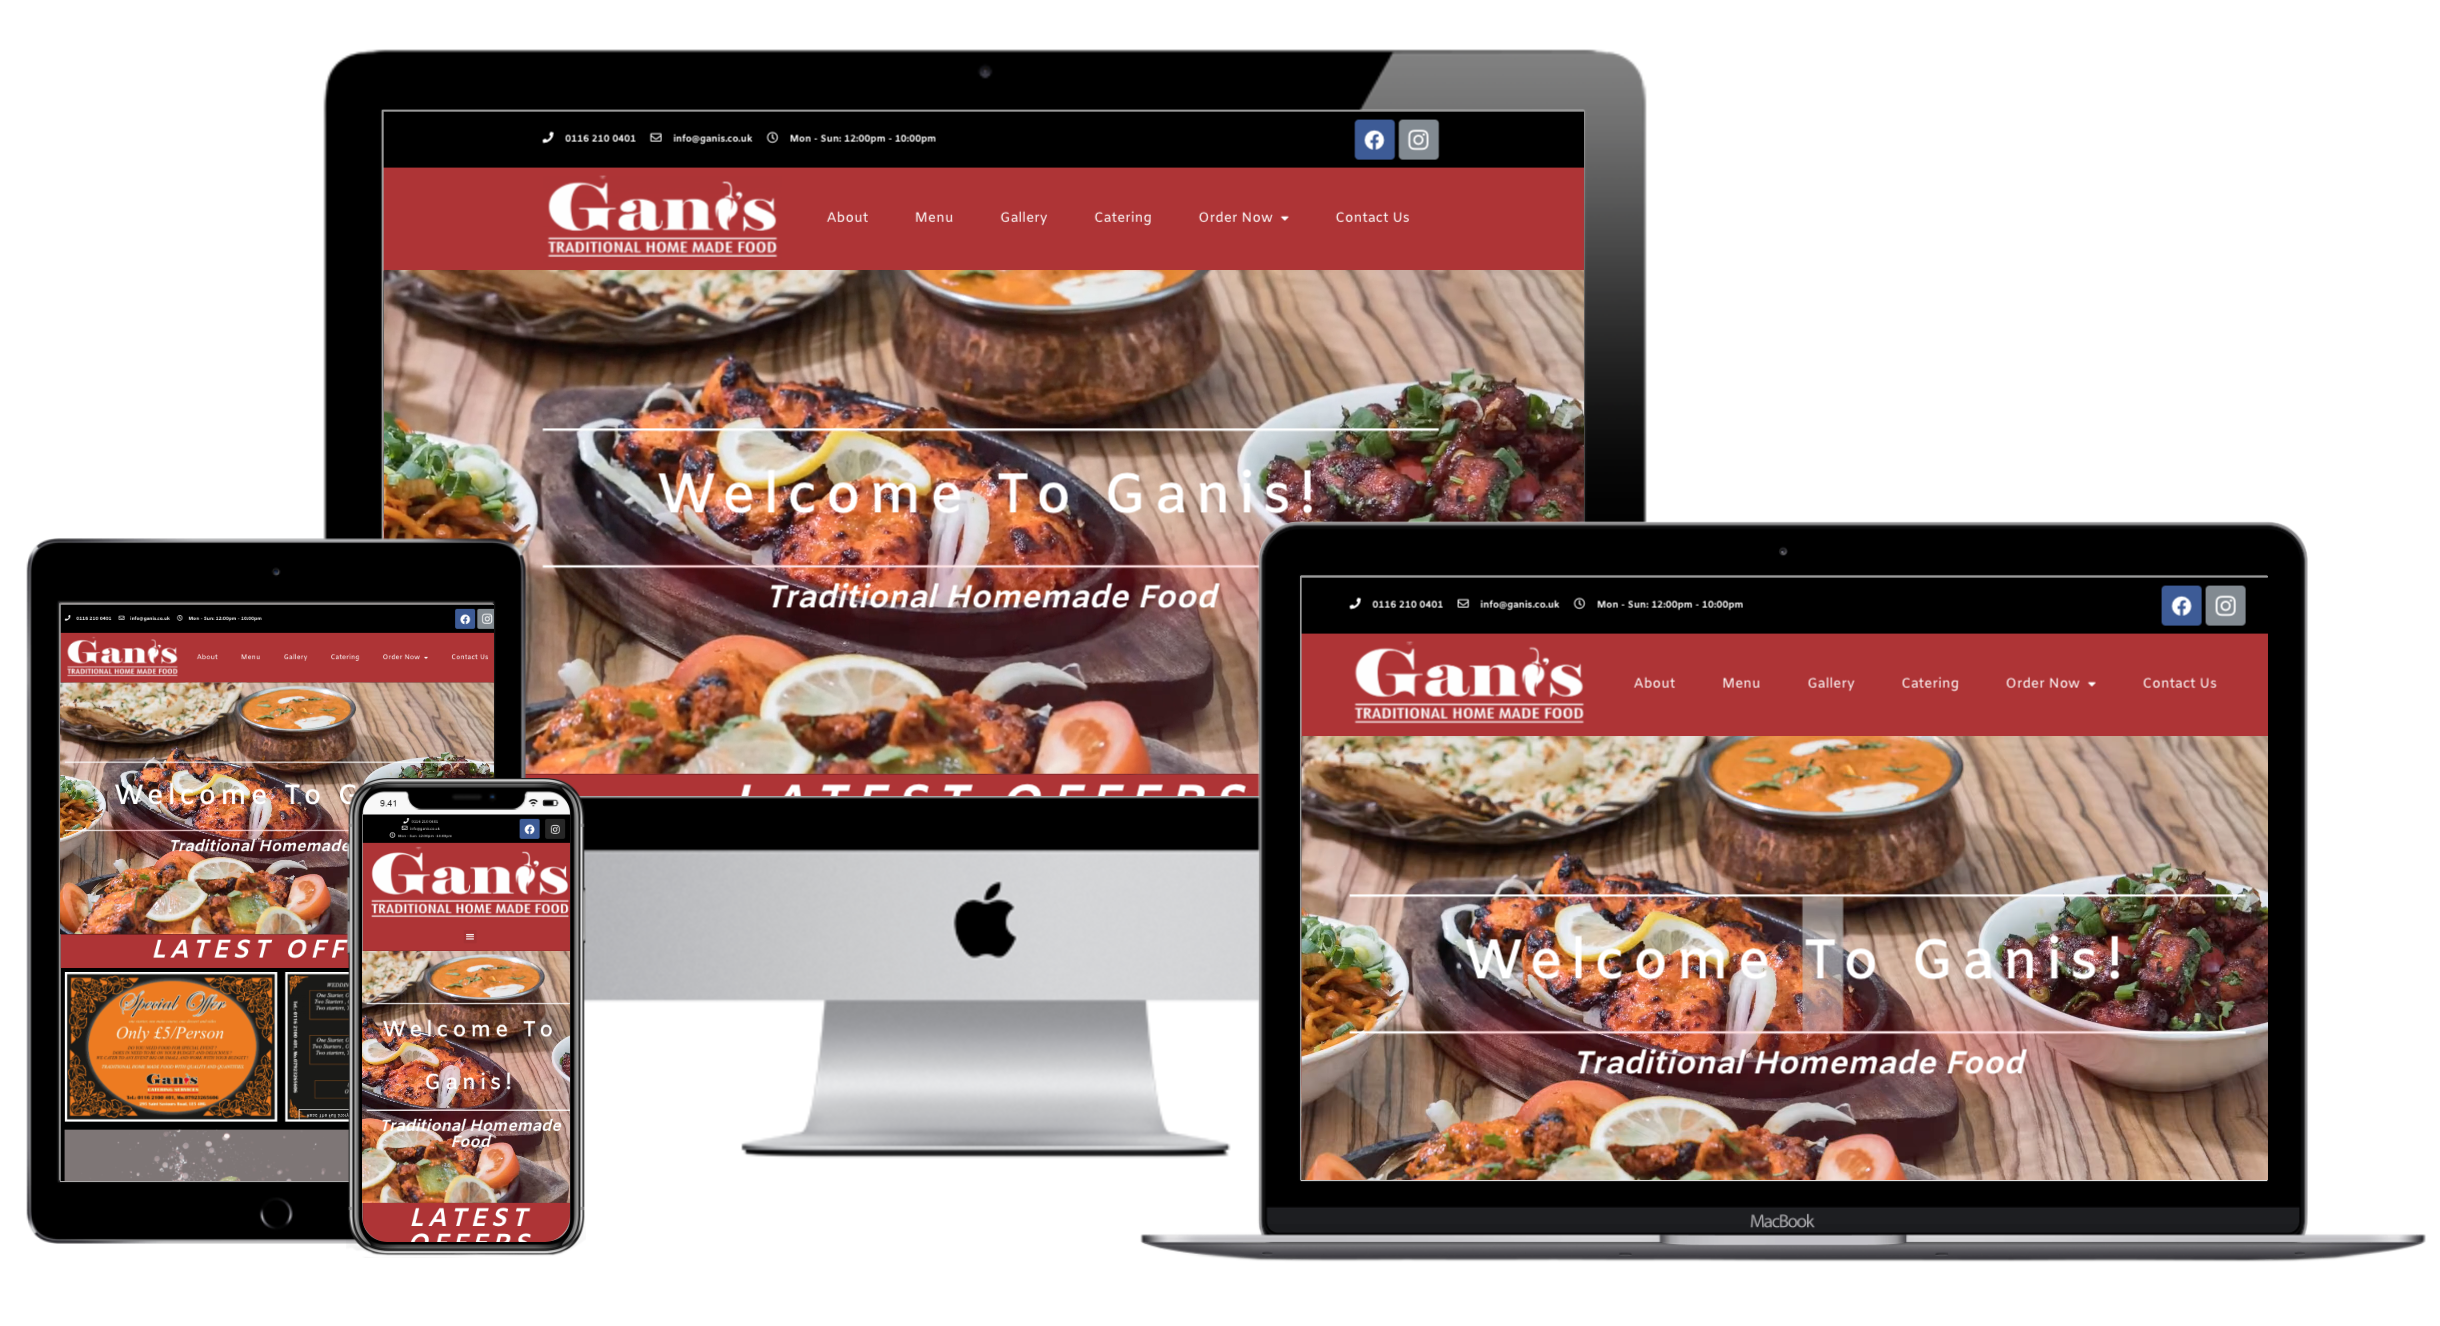 0116 210 0401 info@ganis.co.uk Mon - Sun: 12:00pm - 10:00pm
Gani's
TRADITIONAL HOME MADE FOOD
About Menu Gallery Catering Order Now Contact Us
Welcome To Ganis!
Traditional Homemade Food
LATEST OFFERS
0116 210 0401 info@ganis.co.uk Mon - Sun: 12:00pm - 10:00pm
Gani's
TRADITIONAL HOME MADE FOOD
About Menu Gallery Catering Order Now Contact Us
Welcome To G
Traditional Homemade
LATEST OFF
Special Offer
Only £5/Person
Gani's
9.41
Gani's
TRADITIONAL HOME MADE FOOD
Welcome To
Ganis!
Traditional Homemade
Food
LATEST
OFFERS
0116 210 0401 info@ganis.co.uk Mon - Sun: 12:00pm - 10:00pm
Gani's
TRADITIONAL HOME MADE FOOD
About Menu Gallery Catering Order Now Contact Us
Welcome To Ganis!
Traditional Homemade Food
MacBook